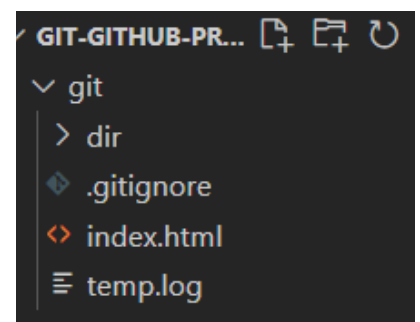 GIT-GITHUB-PR...
git
dir
.gitignore
index.html
temp.log